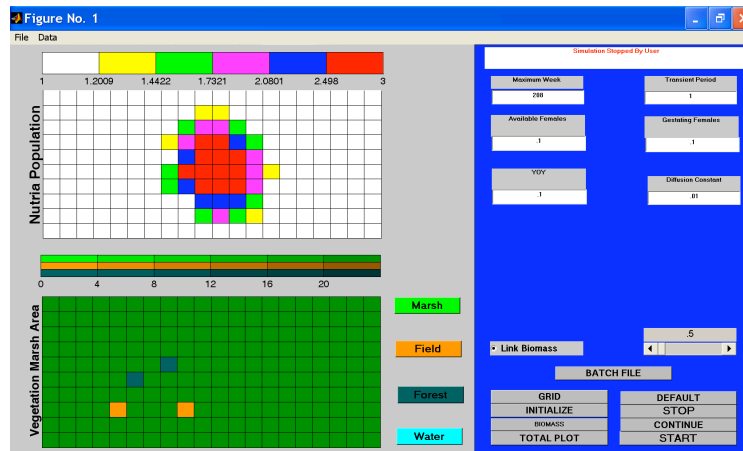 Figure No. 1
File Data
Simulation Stopped By User
1 1.2009 1.4422 1.7321 2.0801 2.498 3
Nutria Population
Maximum Week
208
Transient Period
1
Available Females
.1
Gestating Females
.1
YOY
.1
Diffusion Constant
.01
0 4 8 12 16 20
Vegetation Marsh Area
Marsh
Field
Forest
Water
.5
Link Biomass
BATCH FILE
GRID
DEFAULT
INITIALIZE
STOP
BIOMASS
CONTINUE
TOTAL PLOT
START